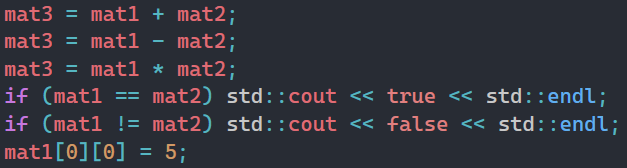 mat3 = mat1 + mat2;
mat3 = mat1 - mat2;
mat3 = mat1 * mat2;
if (mat1 == mat2) std::cout << true << std::endl;
if (mat1 != mat2) std::cout << false << std::endl;
mat1[0][0] = 5;